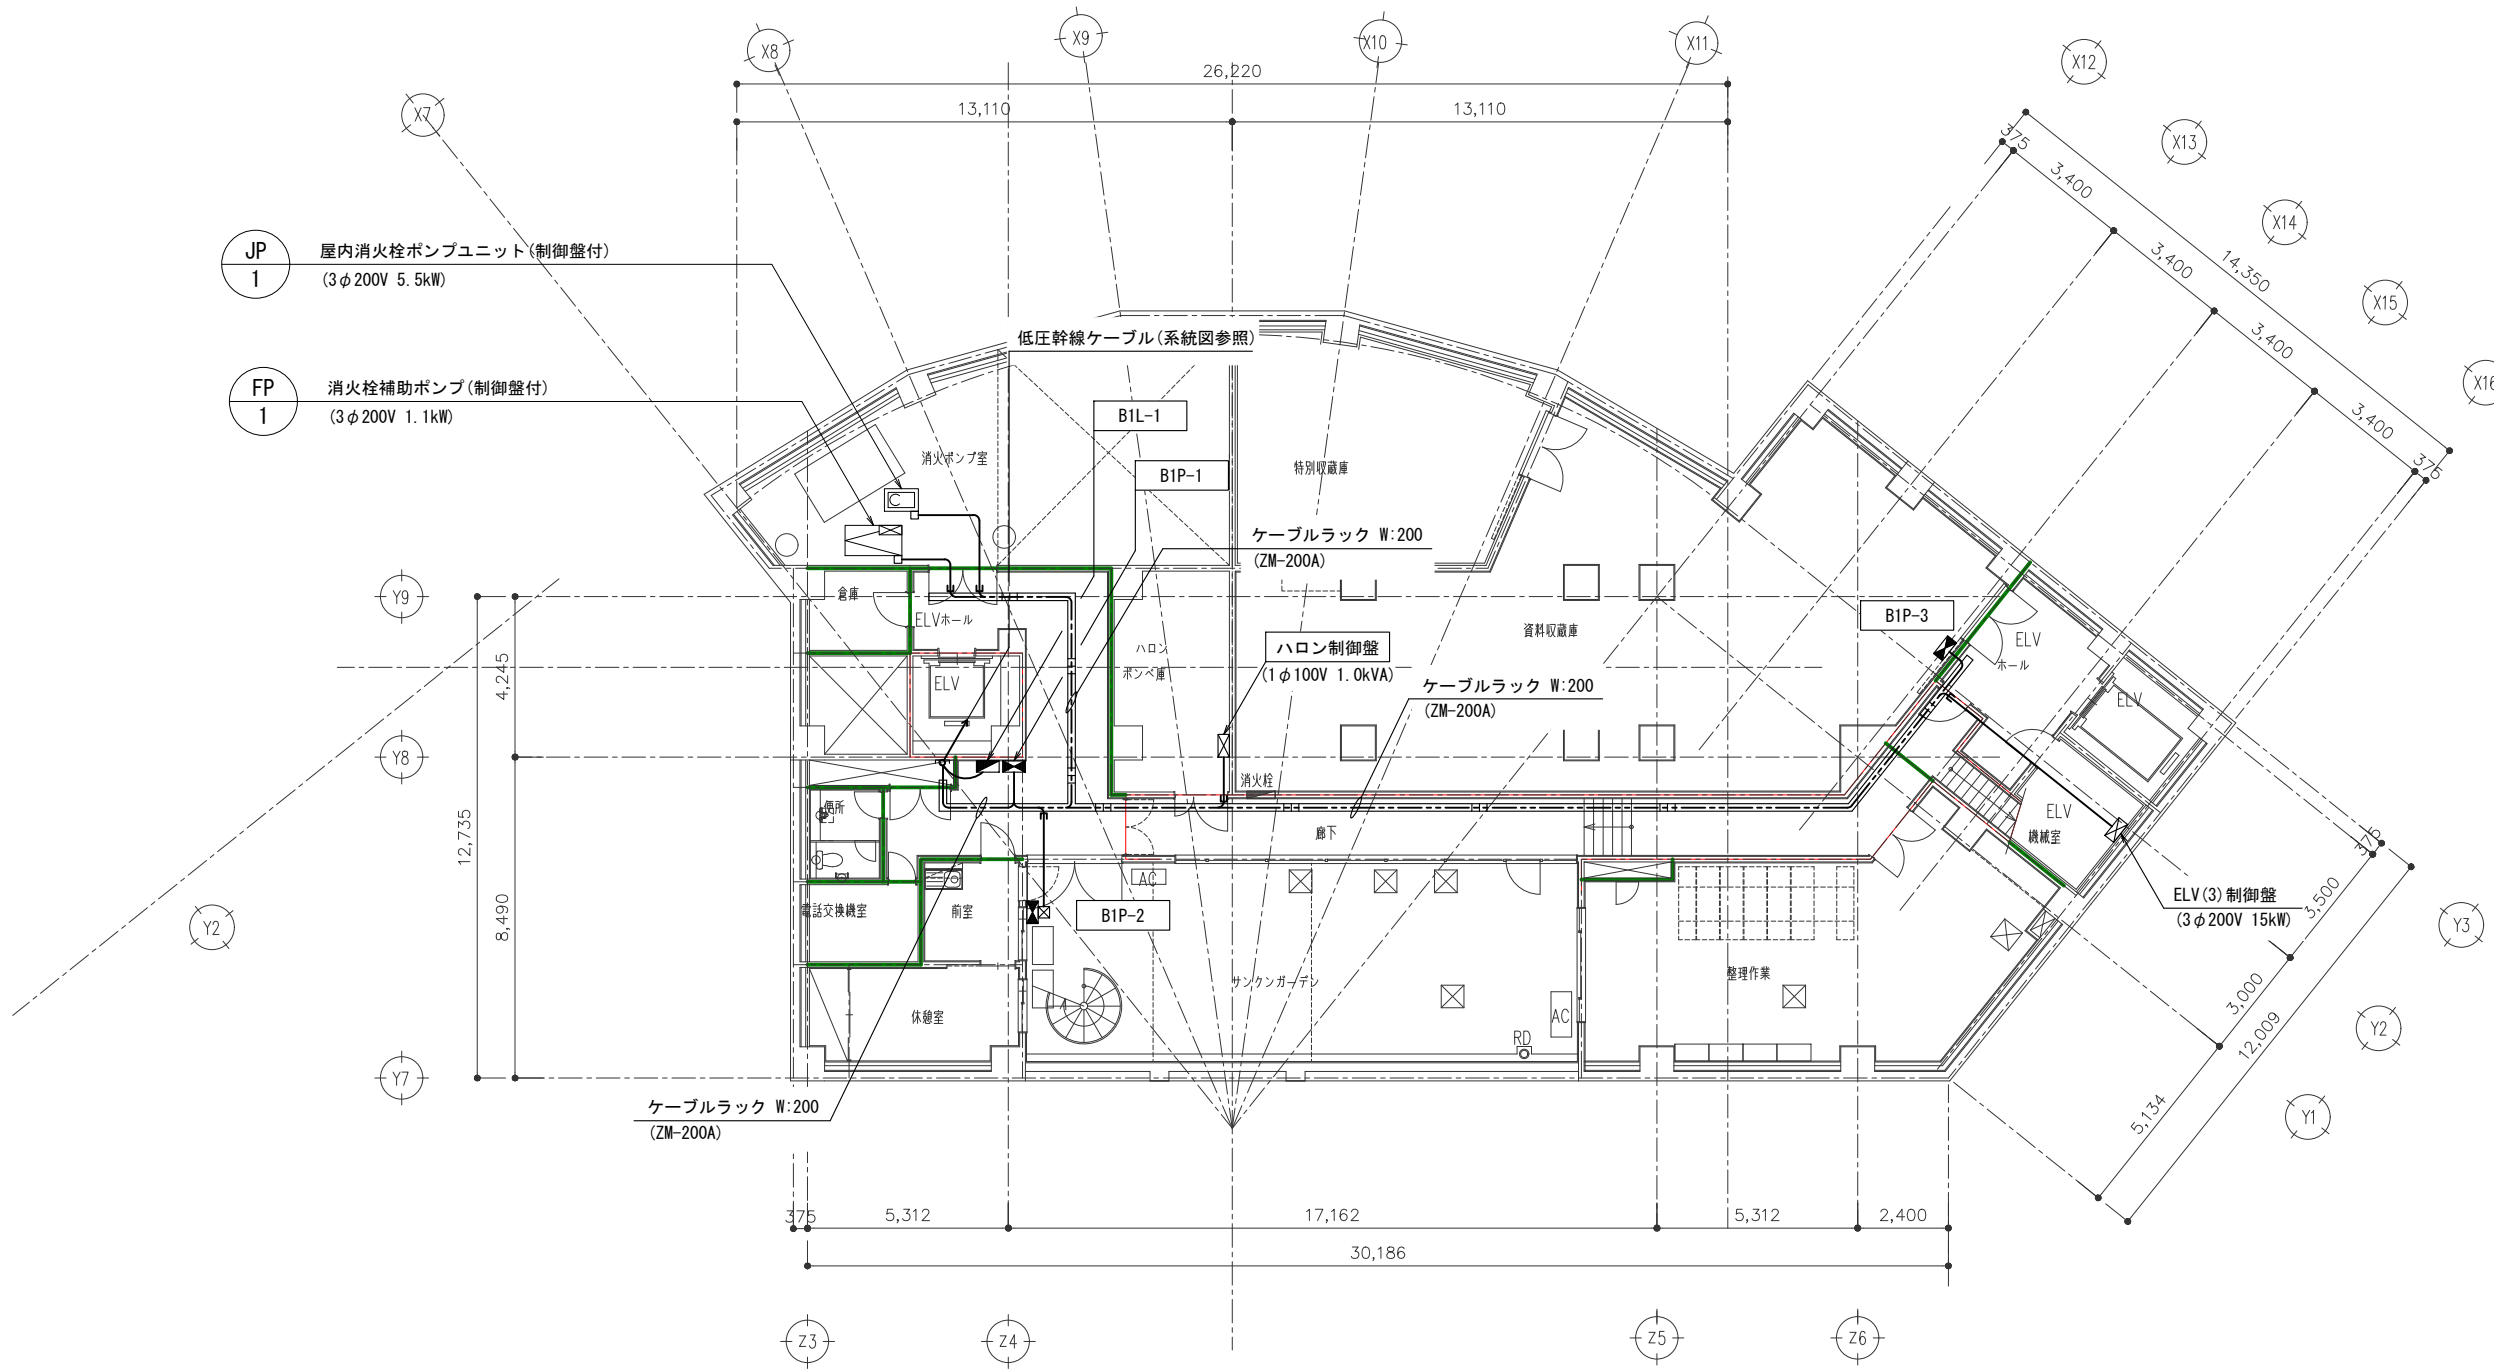 X7
X8
X9
X10
X11
X12
X13
X14
X15
X16
26,220
13,110
13,110
375
3,400
3,400
3,400
3,400
375
14,350
JP
1
屋内消火栓ポンプユニット(制御盤付)
(3φ200V 5.5kW)
FP
1
消火栓補助ポンプ(制御盤付)
(3φ200V 1.1kW)
低圧幹線ケーブル(系統図参照)
B1L-1
B1P-1
消火ポンプ室
特別収蔵庫
ケーブルラック W:200
(ZM-200A)
Y9
倉庫
ELVホール
ELV
ハロン
ボンベ庫
ハロン制御盤
(1φ100V 1.0kVA)
資料収蔵庫
ケーブルラック W:200
(ZM-200A)
B1P-3
ELV
ホール
ELV
4,245
Y8
12,735
8,490
消火栓
便所
廊下
ELV
機械室
AC
電話交換機室
前室
B1P-2
ELV(3)制御盤
(3φ200V 15kW)
サンクンガーデン
整理作業
休憩室
AC
RD
Y7
Y2
375
3,500
3,000
5,134
12,009
Y3
Y2
Y1
ケーブルラック W:200
(ZM-200A)
375
5,312
17,162
5,312
2,400
30,186
Z3
Z4
Z5
Z6